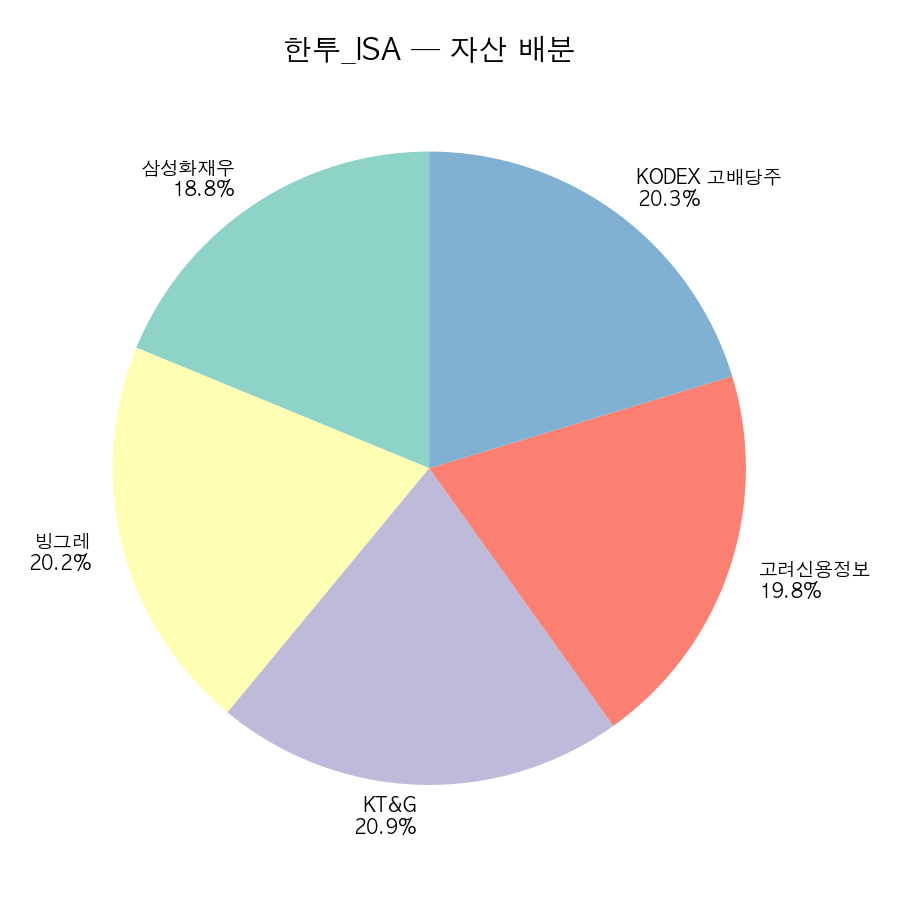 한투_ISA — 자산 배분
KODEX 고배당주
20.3%
고려신용정보
19.8%
KT&G
20.9%
빙그레
20.2%
삼성화재우
18.8%